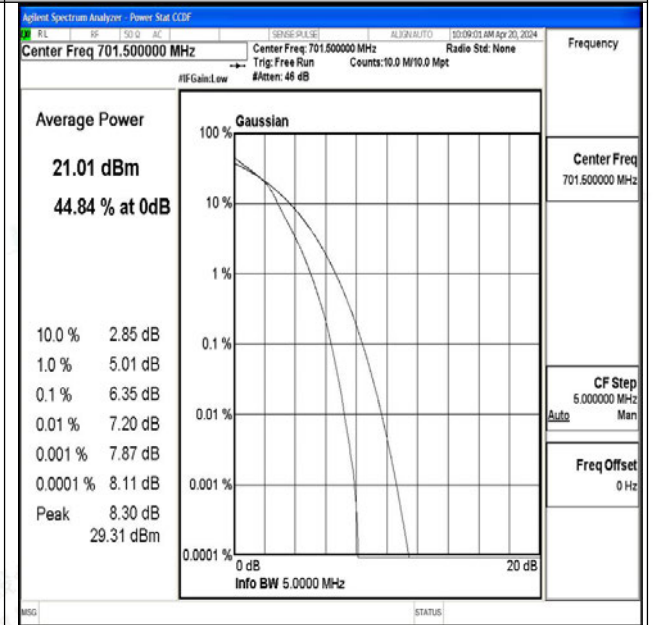 Agilent Spectrum Analyzer - Power Stat CCDF
RL RF 50 Ω AC SENSE:PULSE ALIGNAUTO 10:09:01 AM Apr 20, 2024
Center Freq 701.500000 MHz
Center Freq: 701.500000 MHz Radio Std: None
Trig: Free Run Counts:10.0 M/10.0 Mpt
#IFGain:Low #Atten: 46 dB
Frequency
Average Power
21.01 dBm
44.84 % at 0dB
10.0 % 2.85 dB
1.0 % 5.01 dB
0.1 % 6.35 dB
0.01 % 7.20 dB
0.001 % 7.87 dB
0.0001 % 8.11 dB
Peak 8.30 dB
29.31 dBm
Gaussian
100 %
10 %
1 %
0.1 %
0.01 %
0.001 %
0.0001 %
0 dB 20 dB
Info BW 5.0000 MHz
Center Freq
701.500000 MHz
CF Step
5.000000 MHz
Auto Man
Freq Offset
0 Hz
MSG STATUS